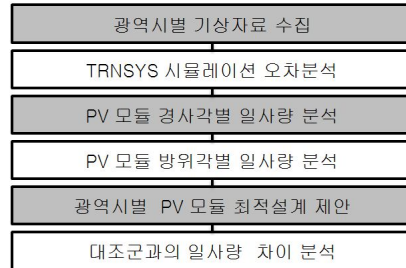 광역시별 기상자료 수집
TRNSYS 시뮬레이션 오차분석
PV 모듈 경사각별 일사량 분석
PV 모듈 방위각별 일사량 분석
광역시별 PV 모듈 최적설계 제안
대조군과의 일사량 차이 분석